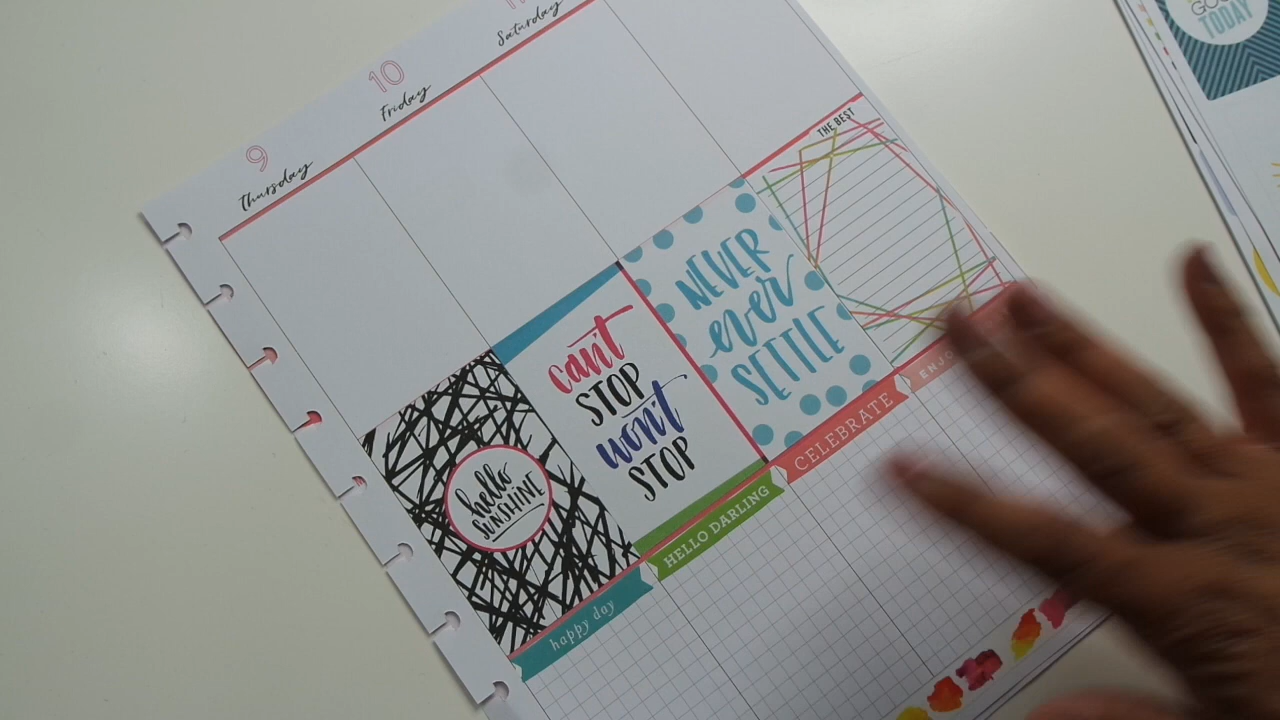 9
Thursday
10
Friday
Saturday
hello
SUNSHINE
happy day
can't
STOP
won't
STOP
HELLO DARLING
NEVER
ever
SETTLE
CELEBRATE
THE BEST
TODAY